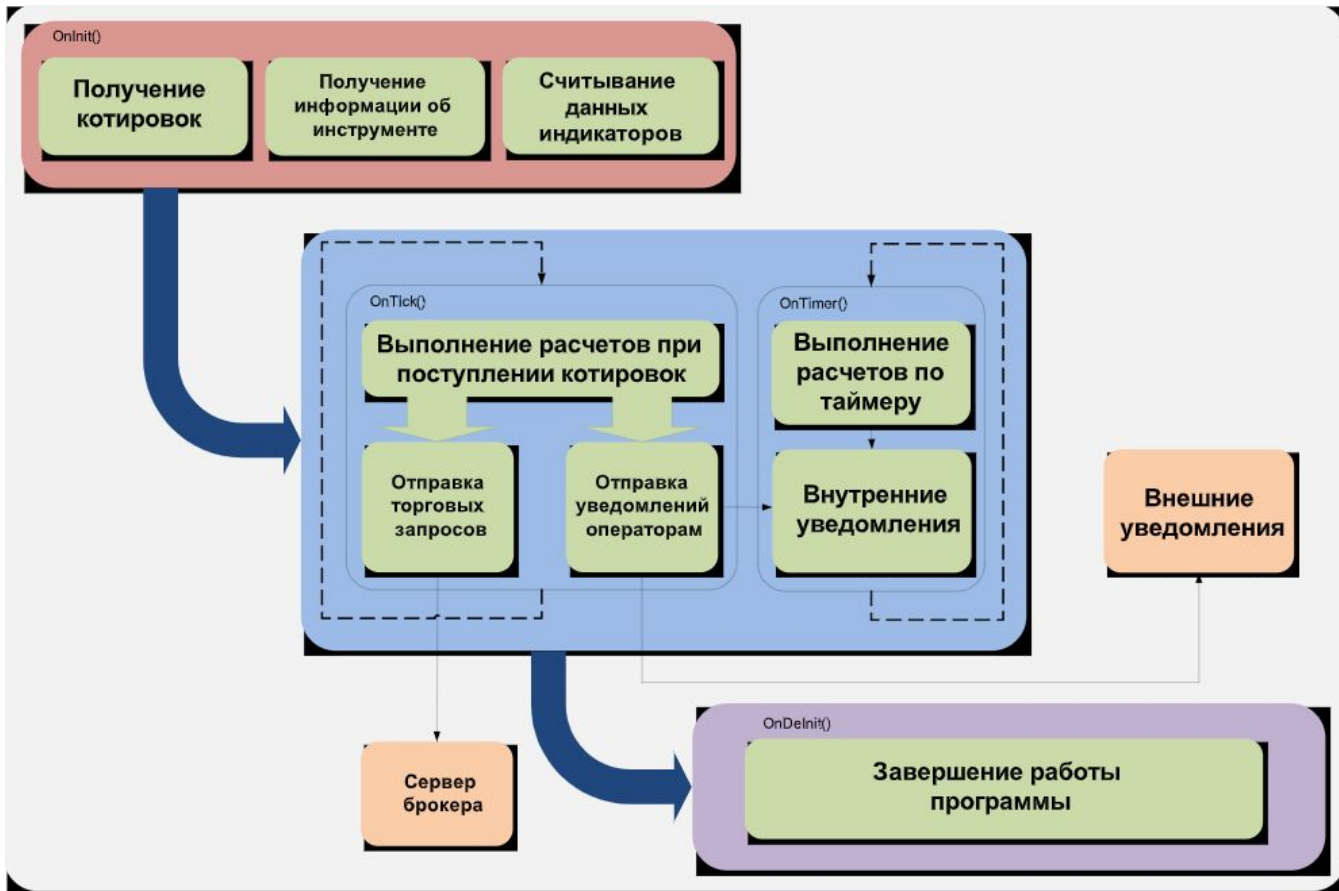 OnInit()
Получение
котировок
Получение
информации об
инструменте
Считывание
данных
индикаторов
OnTick()
Выполнение расчетов при
поступлении котировок
Отправка
торговых
запросов
Отправка
уведомлений
операторам
OnTimer()
Выполнение
расчетов по
таймеру
Внутренние
уведомления
Внешние
уведомления
Сервер
брокера
OnDeInit()
Завершение работы
программы